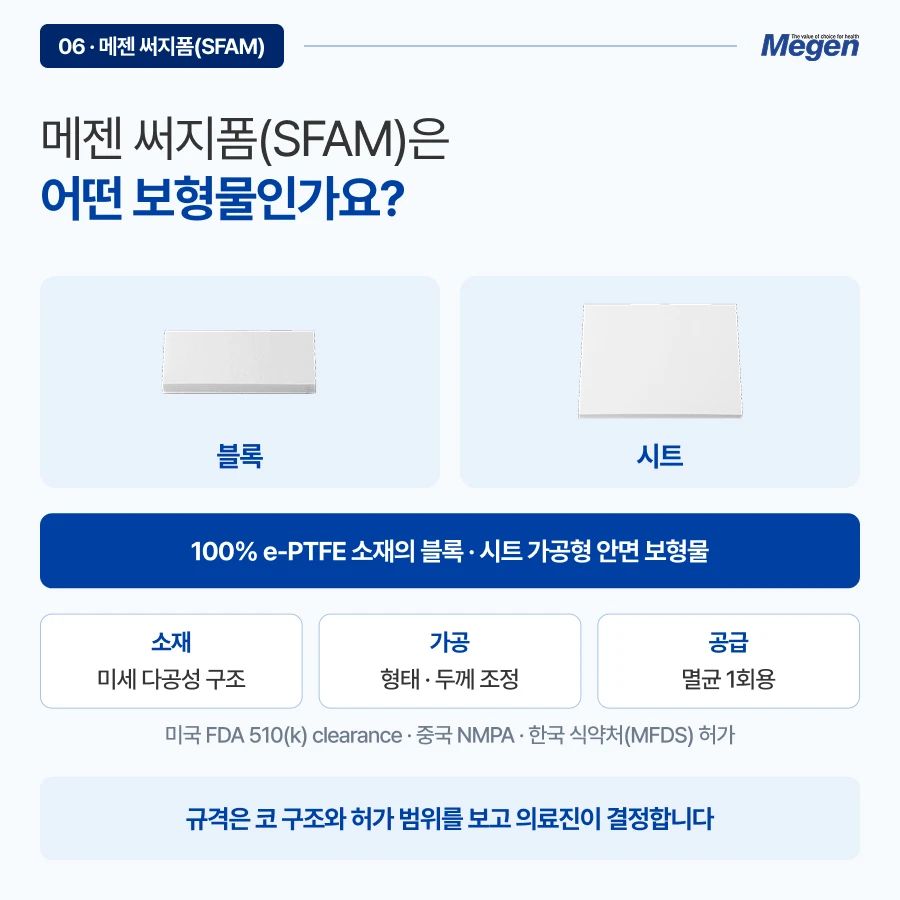 06 · 메젠 써지폼(SFAM)
The value of choice for health
Megen
메젠 써지폼(SFAM)은
어떤 보형물인가요?
블록
시트
100% e-PTFE 소재의 블록 · 시트 가공형 안면 보형물
소재
미세 다공성 구조
가공
형태 · 두께 조정
공급
멸균 1회용
미국 FDA 510(k) clearance · 중국 NMPA · 한국 식약처(MFDS) 허가
규격은 코 구조와 허가 범위를 보고 의료진이 결정합니다